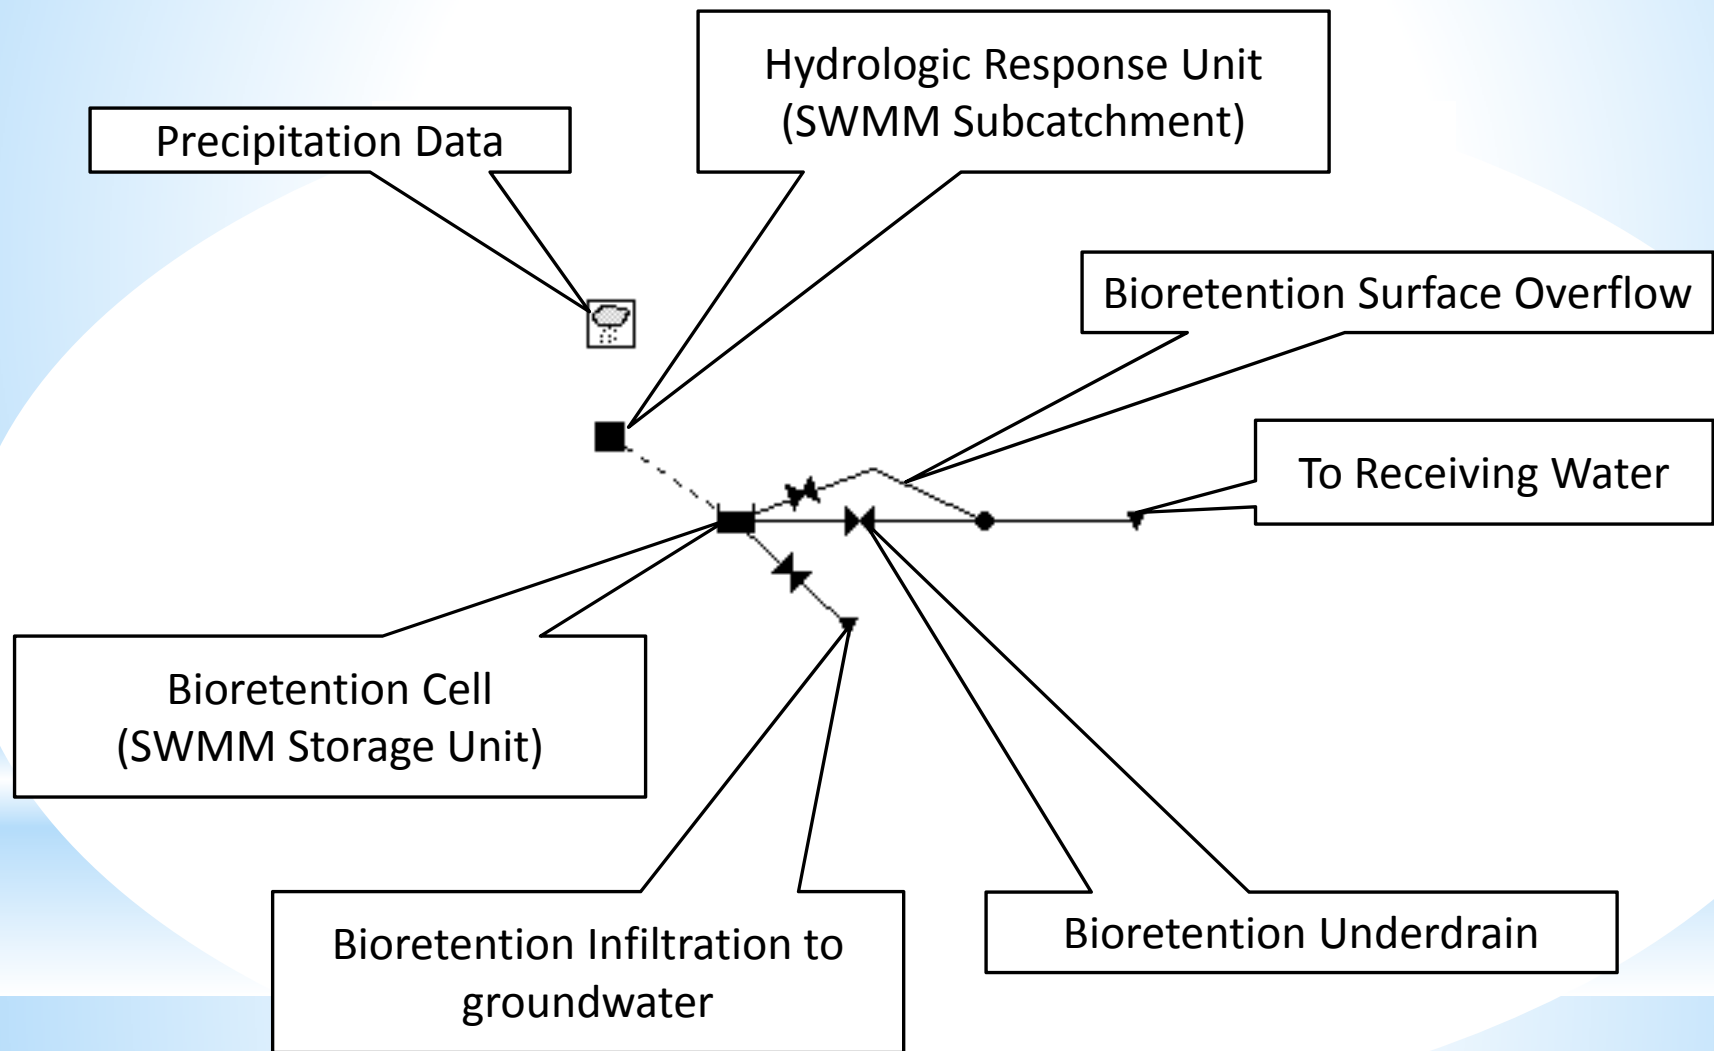 Hydrologic Response Unit
(SWMM Subcatchment)
Precipitation Data
Bioretention Surface Overflow
To Receiving Water
Bioretention Cell
(SWMM Storage Unit)
Bioretention Infiltration to
groundwater
Bioretention Underdrain